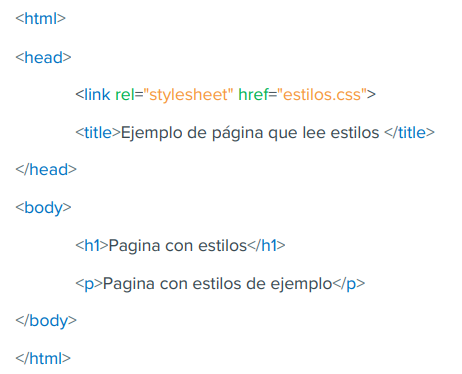 <html>
<head>
<link rel="stylesheet" href="estilos.css">
<title>Ejemplo de página que lee estilos </title>
</head>
<body>
<h1>Pagina con estilos</h1>
<p>Pagina con estilos de ejemplo</p>
</body>
</html>